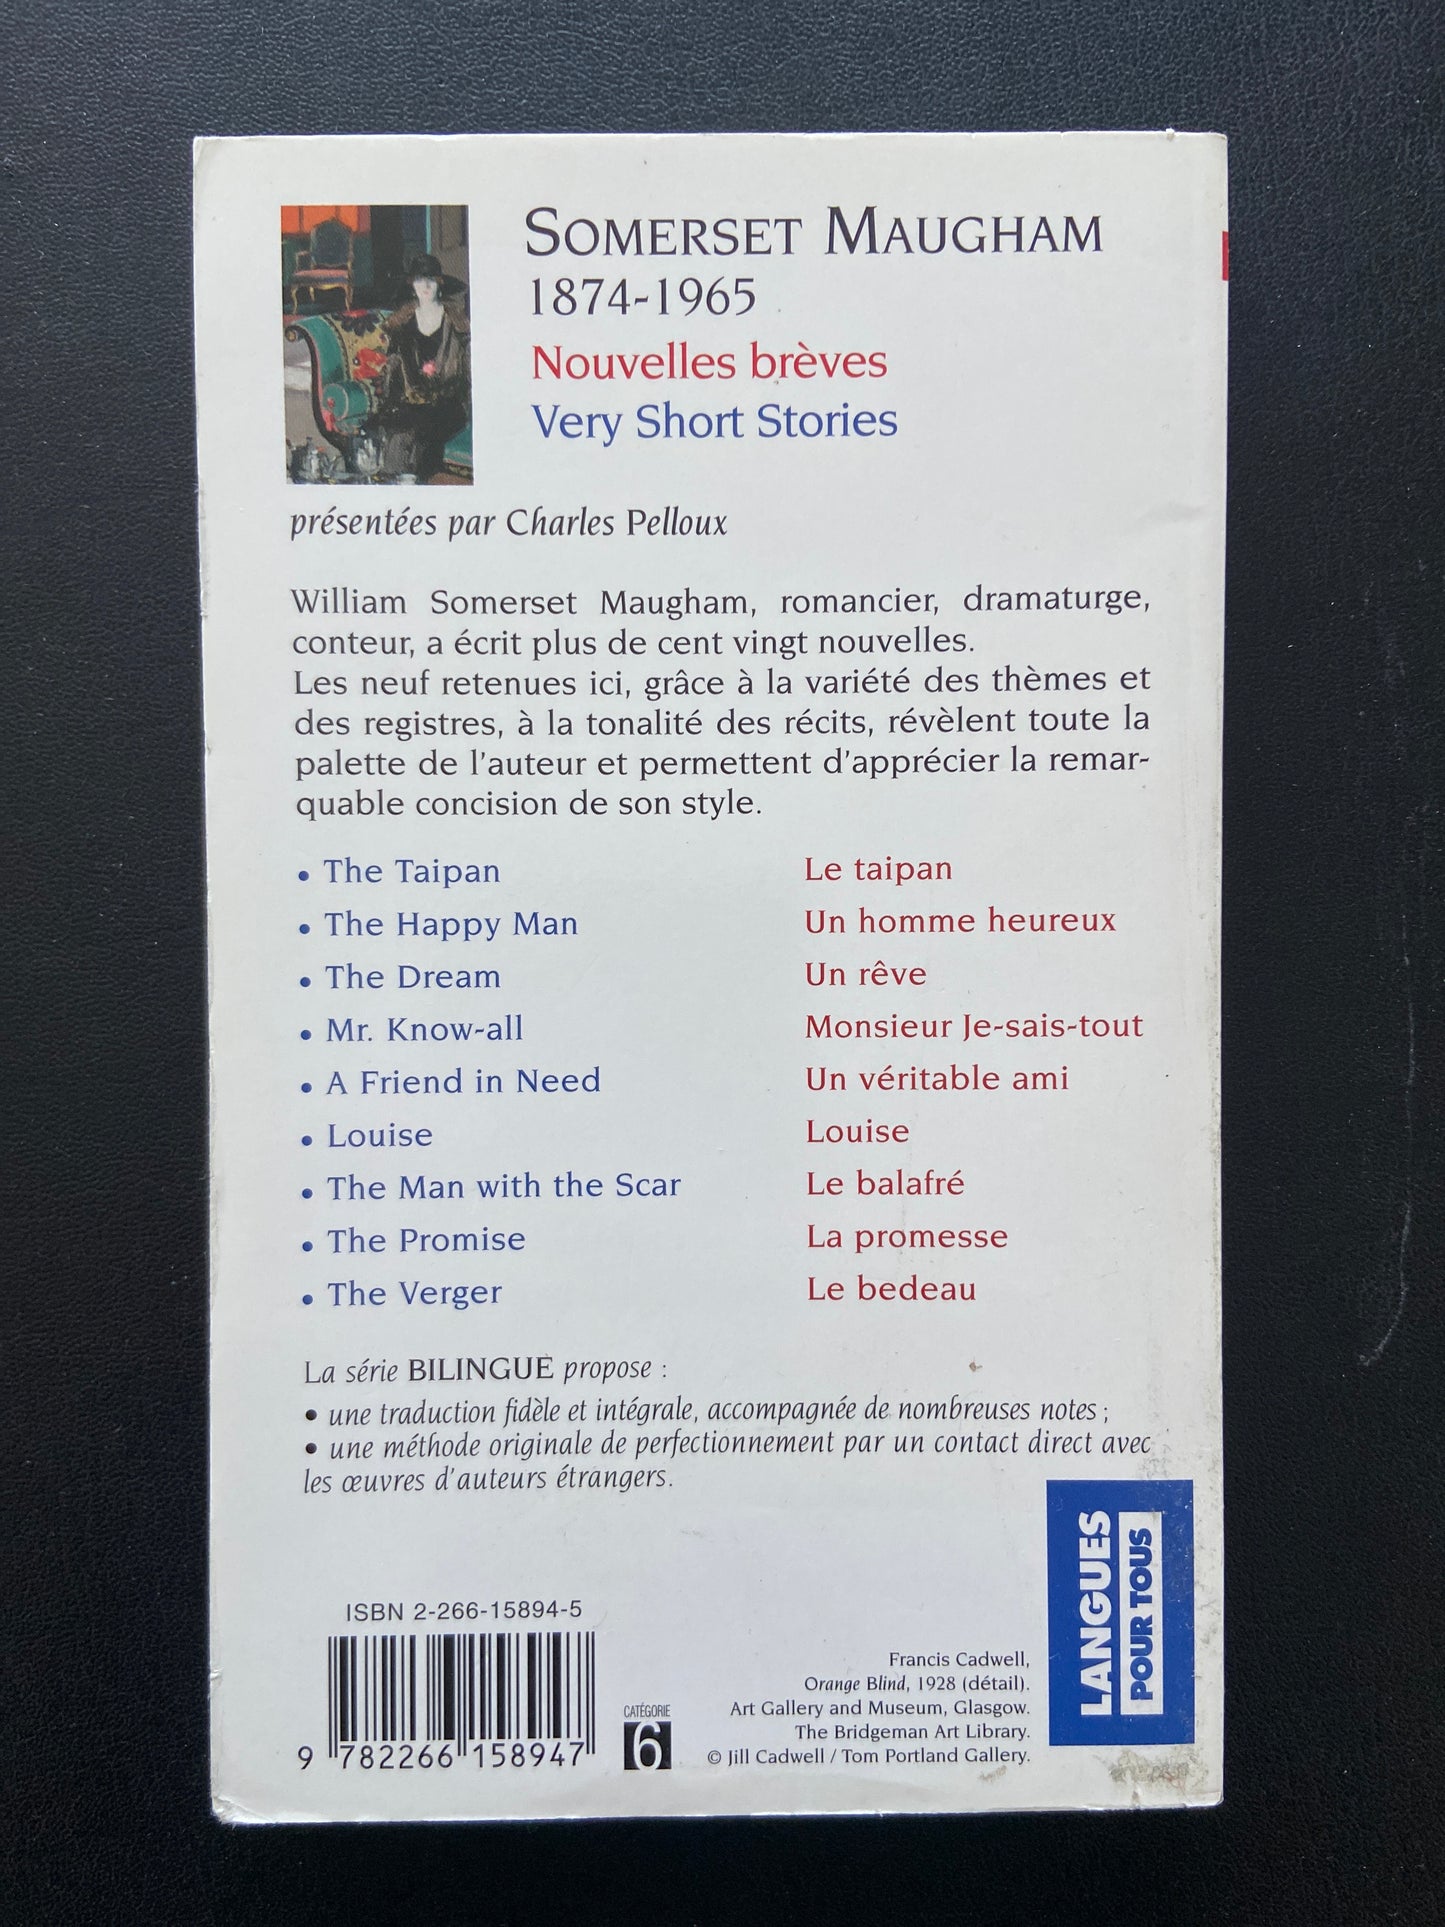 SOMERSET MAUGHAM
1874-1965
Nouvelles brèves
Very Short Stories
présentées par Charles Pelloux
William Somerset Maugham, romancier, dramaturge,
conteur, a écrit plus de cent vingt nouvelles.
Les neuf retenues ici, grâce à la variété des thèmes et
des registres, à la tonalité des récits, révèlent toute la
palette de l'auteur et permettent d'apprécier la remar-
quable concision de son style.
• The Taipan Le taipan
• The Happy Man Un homme heureux
• The Dream Un rêve
• Mr. Know-all Monsieur Je-sais-tout
• A Friend in Need Un véritable ami
• Louise Louise
• The Man with the Scar Le balafré
• The Promise La promesse
• The Verger Le bedeau
La série BILINGUE propose :
• une traduction fidèle et intégrale, accompagnée de nombreuses notes ;
• une méthode originale de perfectionnement par un contact direct avec
les œuvres d'auteurs étrangers.
LANGUES
POUR TOUS
ISBN 2-266-15894-5
9 782266 158947
CATÉGORIE
6
Francis Cadwell,
Orange Blind, 1928 (détail).
Art Gallery and Museum, Glasgow.
The Bridgeman Art Library.
© Jill Cadwell / Tom Portland Gallery.